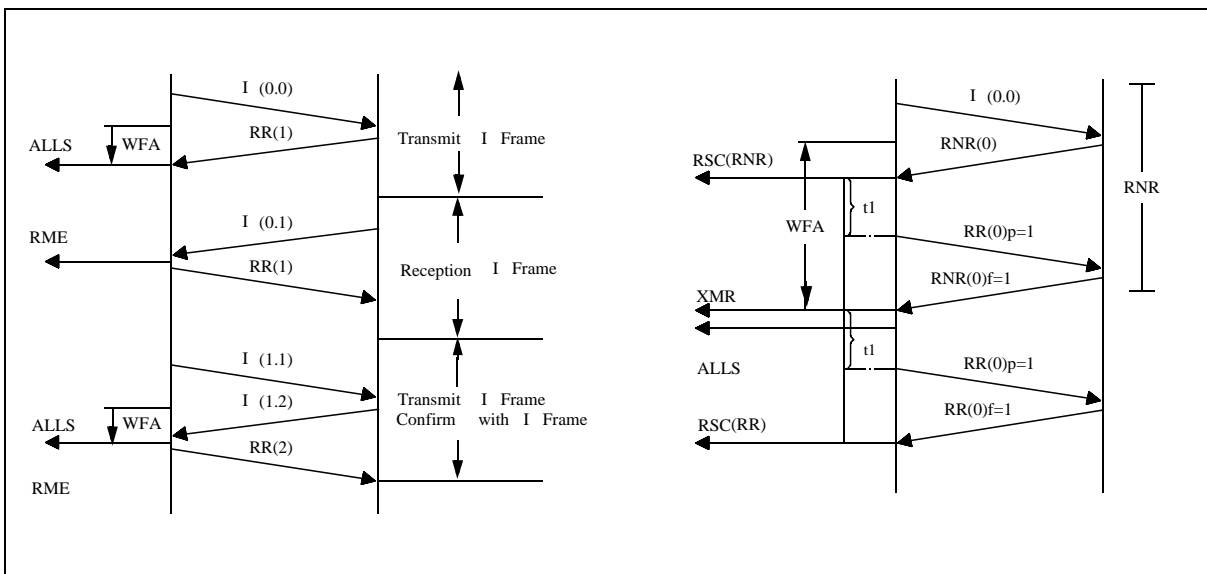 I (0.0)
WFA
RR(1)
ALLS
Transmit I Frame
I (0.1)
RME
RR(1)
Reception I Frame
I (1.1)
Transmit I Frame
Confirm with I Frame
I (1.2)
ALLS
WFA
RR(2)
RME
I (0.0)
RNR(0)
RSC(RNR)
RNR
t1
WFA
RR(0)p=1
RNR(0)f=1
XMR
t1
ALLS
RR(0)p=1
RR(0)f=1
RSC(RR)